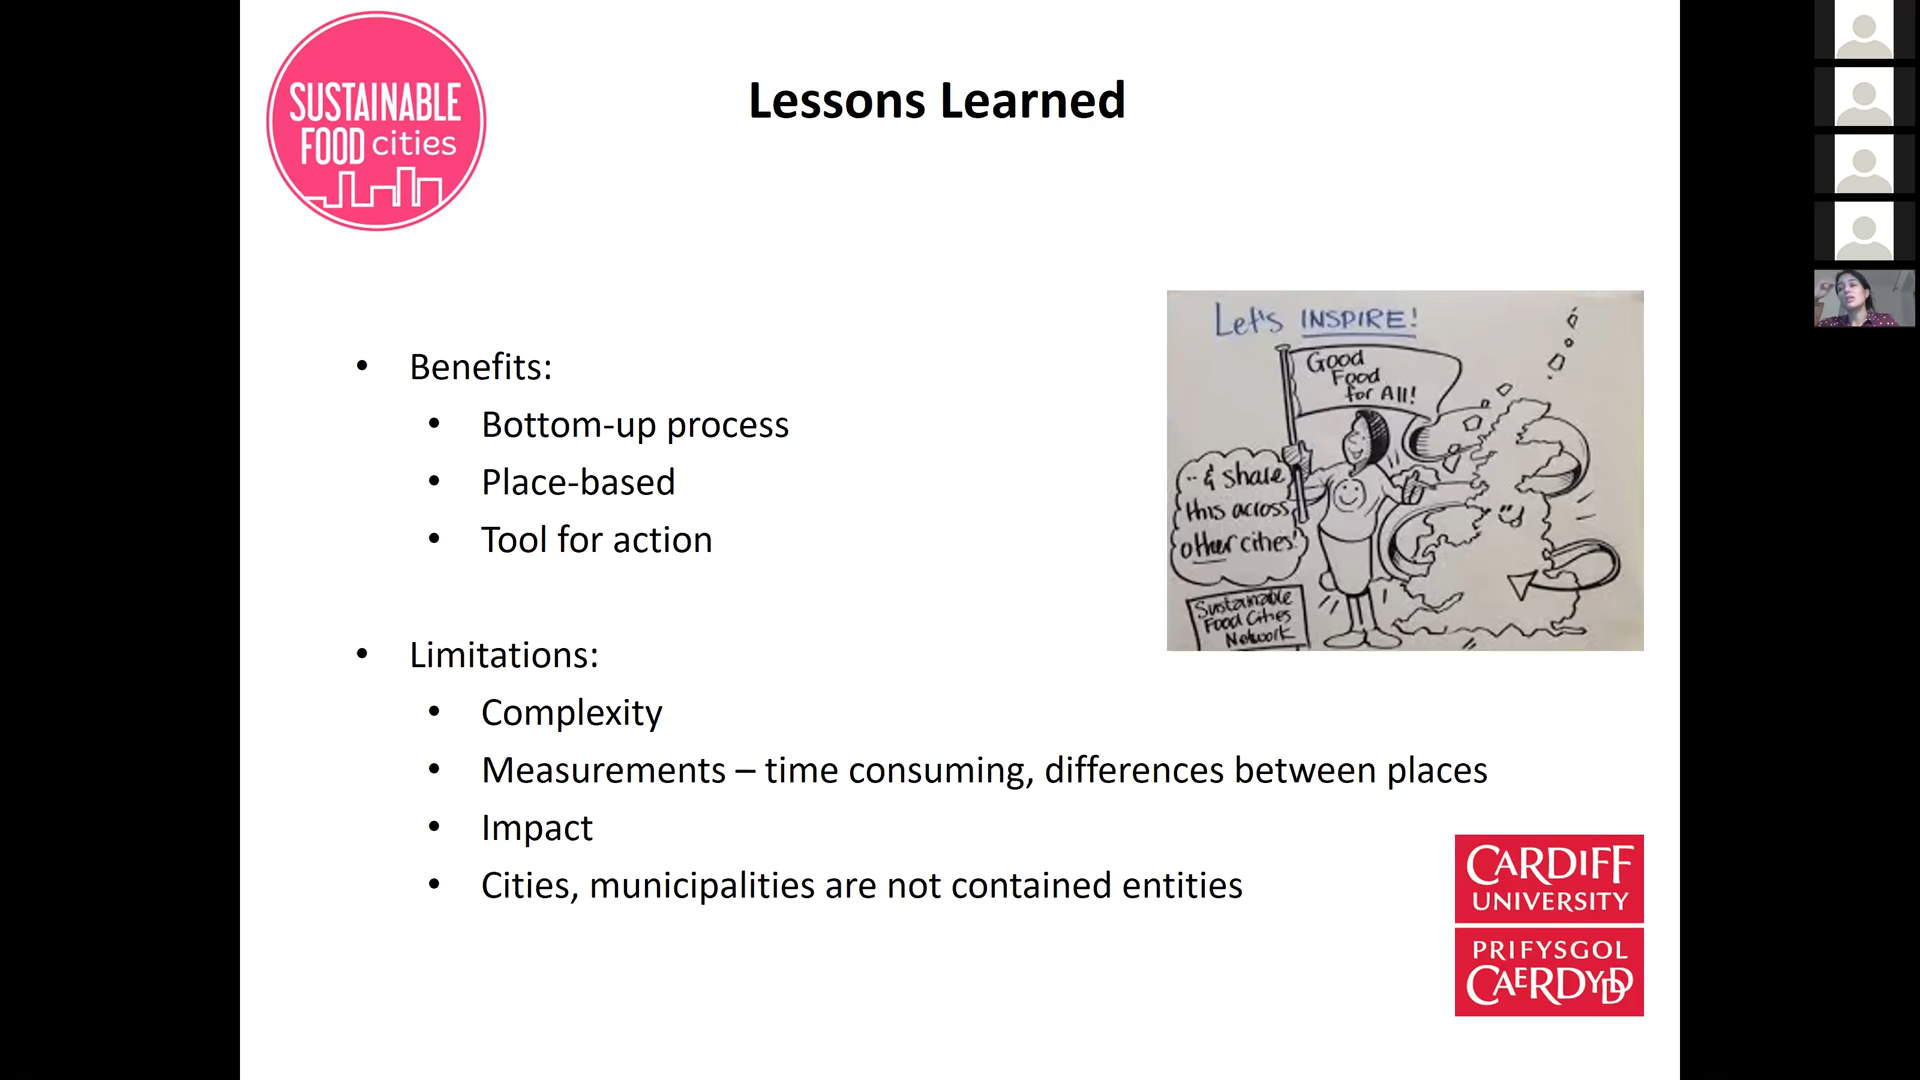 SUSTAINABLE
FOOD cities
Lessons Learned
Let's INSPIRE!
Good
Food
for All!
.. & share
this across
other cities!
Sustainable
Food Cities
Network
• Benefits:
• Bottom-up process
• Place-based
• Tool for action
• Limitations:
• Complexity
• Measurements – time consuming, differences between places
• Impact
• Cities, municipalities are not contained entities
CARDIFF
UNIVERSITY
PRIFYSGOL
CAERDYDD